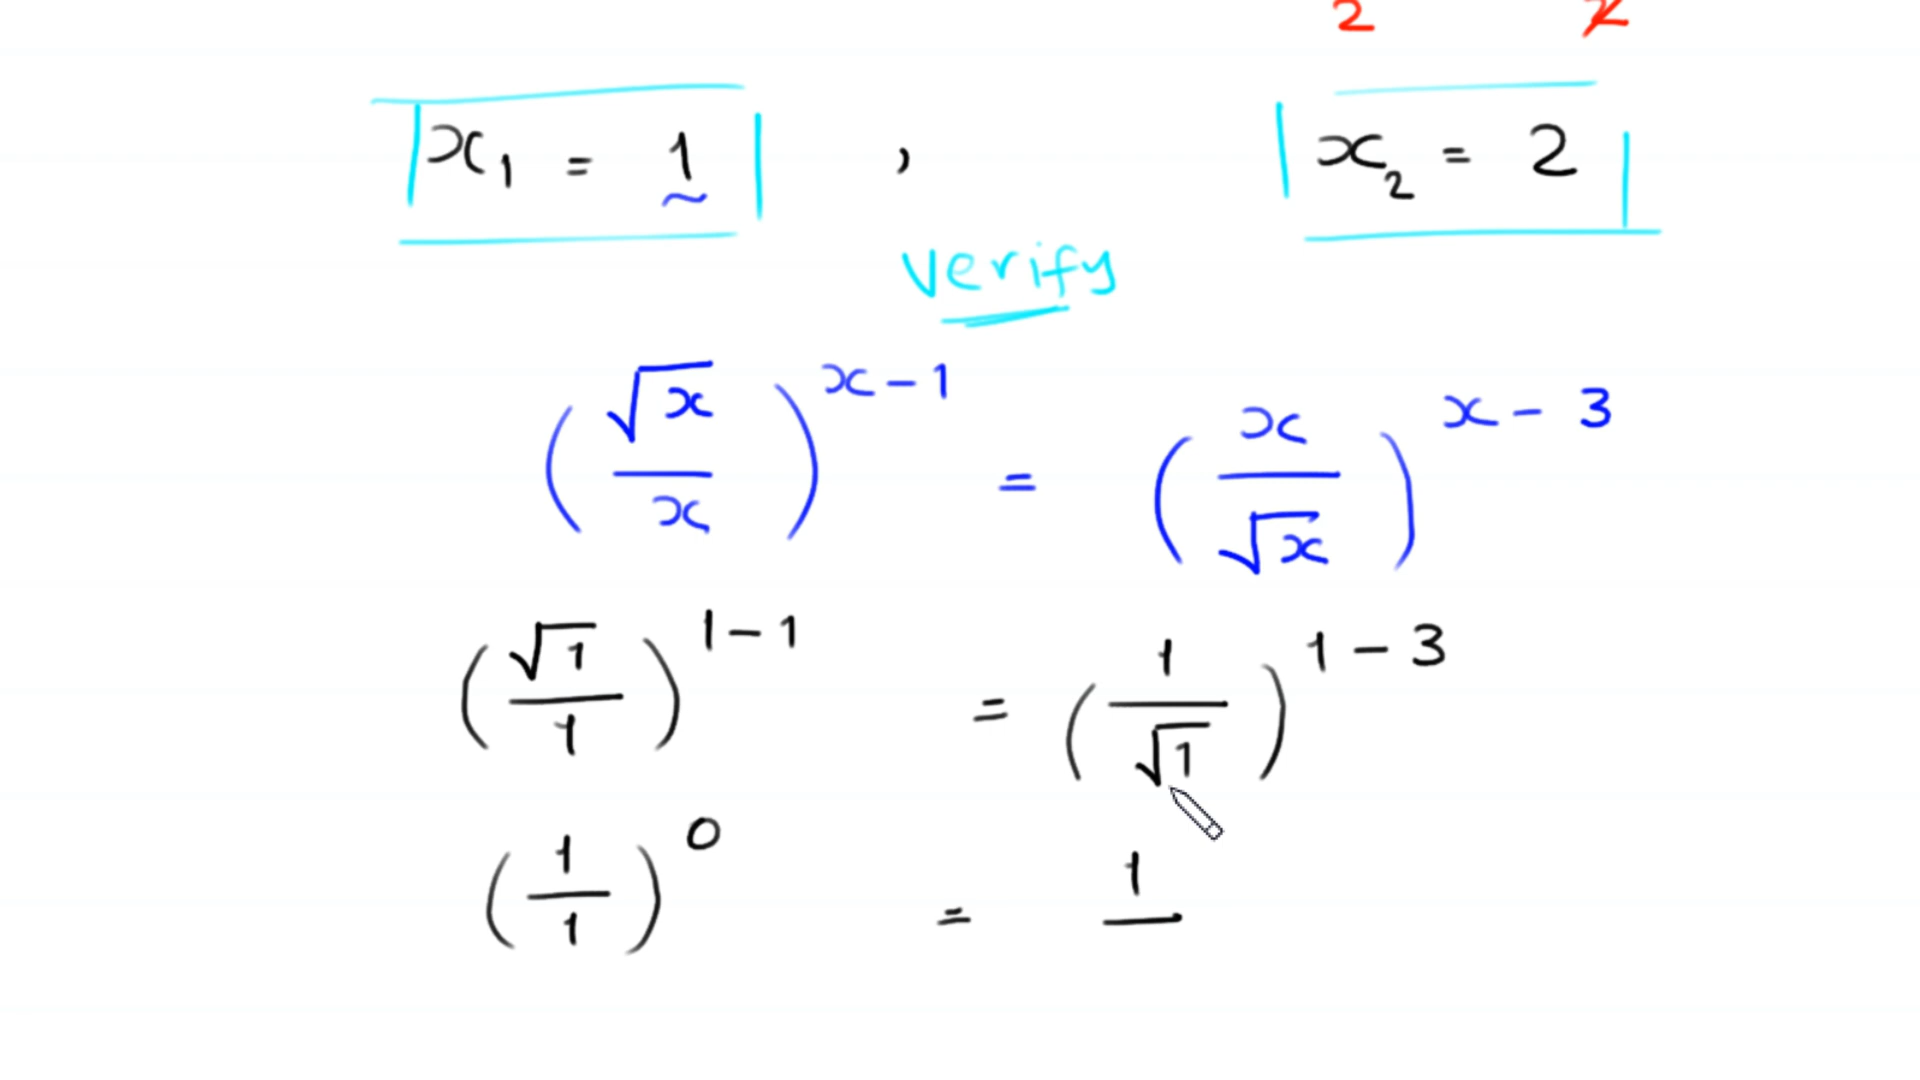 2 2
x₁ = 1 , x₂ = 2
verify
(√x / x)^(x-1) = (x / √x)^(x-3)
(√1 / 1)^(1-1) = (1 / √1)^(1-3)
(1 / 1)^0 = 1 /